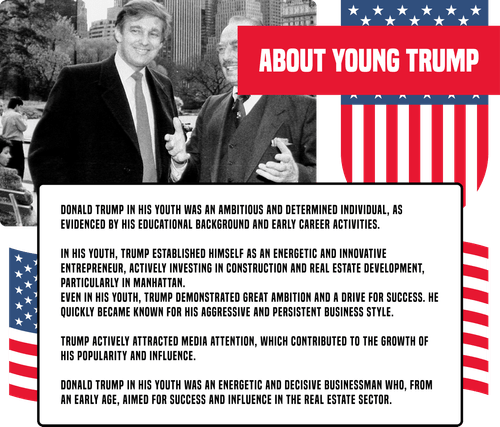 ABOUT YOUNG TRUMP
DONALD TRUMP IN HIS YOUTH WAS AN AMBITIOUS AND DETERMINED INDIVIDUAL, AS
EVIDENCED BY HIS EDUCATIONAL BACKGROUND AND EARLY CAREER ACTIVITIES.
IN HIS YOUTH, TRUMP ESTABLISHED HIMSELF AS AN ENERGETIC AND INNOVATIVE
ENTREPRENEUR, ACTIVELY INVESTING IN CONSTRUCTION AND REAL ESTATE DEVELOPMENT,
PARTICULARLY IN MANHATTAN.
EVEN IN HIS YOUTH, TRUMP DEMONSTRATED GREAT AMBITION AND A DRIVE FOR SUCCESS. HE
QUICKLY BECAME KNOWN FOR HIS AGGRESSIVE AND PERSISTENT BUSINESS STYLE.
TRUMP ACTIVELY ATTRACTED MEDIA ATTENTION, WHICH CONTRIBUTED TO THE GROWTH OF
HIS POPULARITY AND INFLUENCE.
DONALD TRUMP IN HIS YOUTH WAS AN ENERGETIC AND DECISIVE BUSINESSMAN WHO, FROM
AN EARLY AGE, AIMED FOR SUCCESS AND INFLUENCE IN THE REAL ESTATE SECTOR.